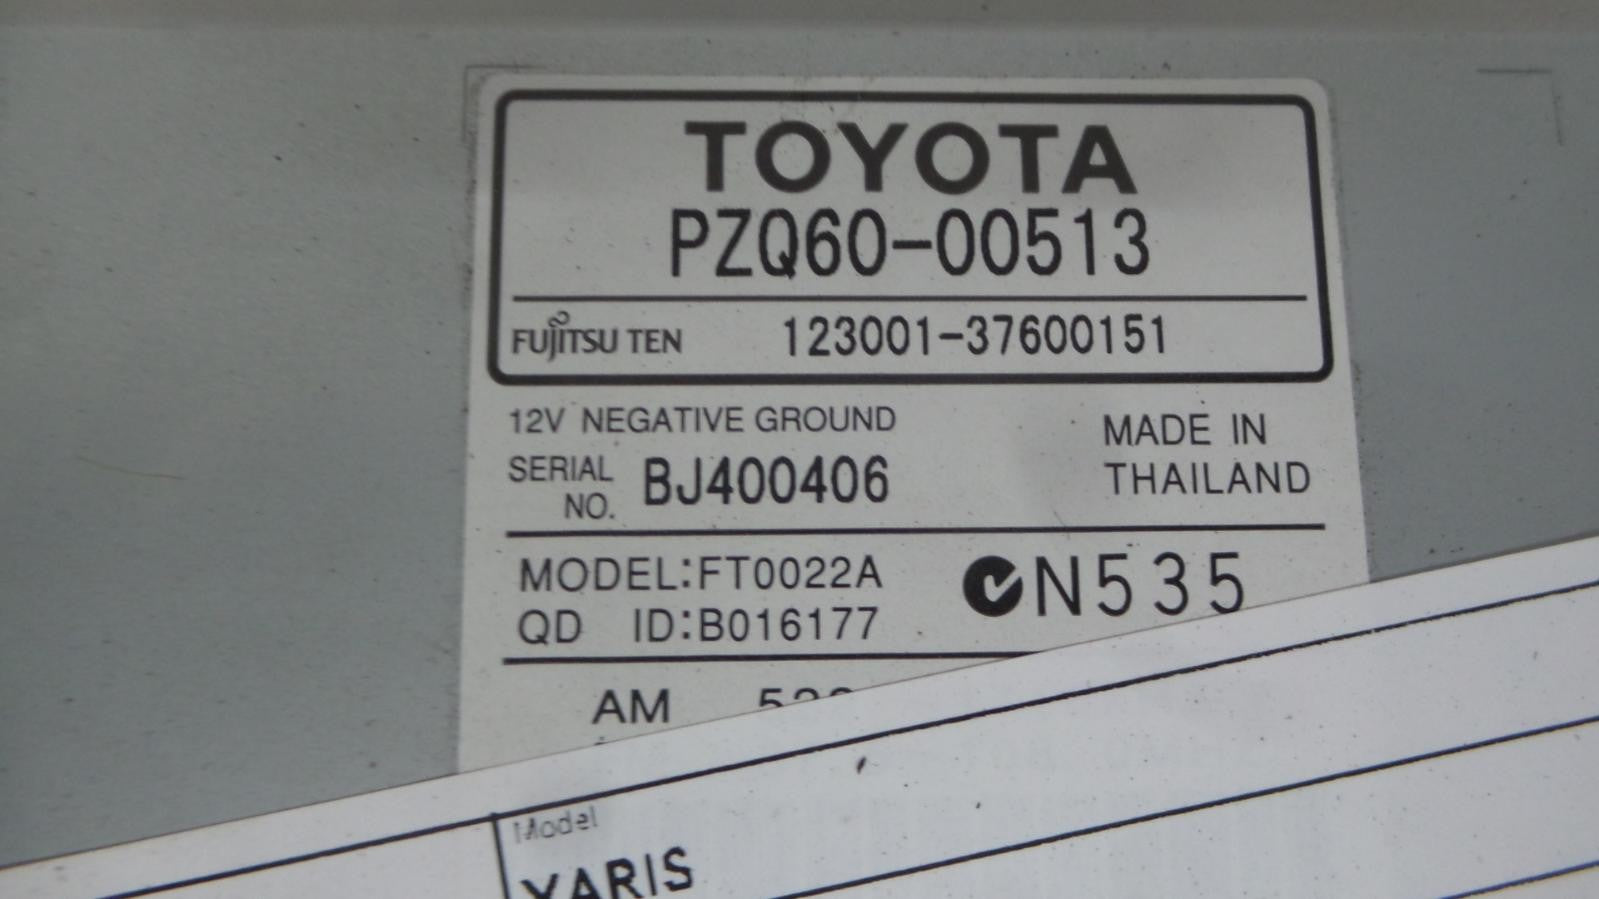 TOYOTA
PZQ60-00513
FUJITSU TEN 123001-37600151
12V NEGATIVE GROUND
MADE IN
THAILAND
SERIAL
NO. BJ400406
MODEL:FT0022A
QD ID:B016177
N535
AM
Model
YARIS